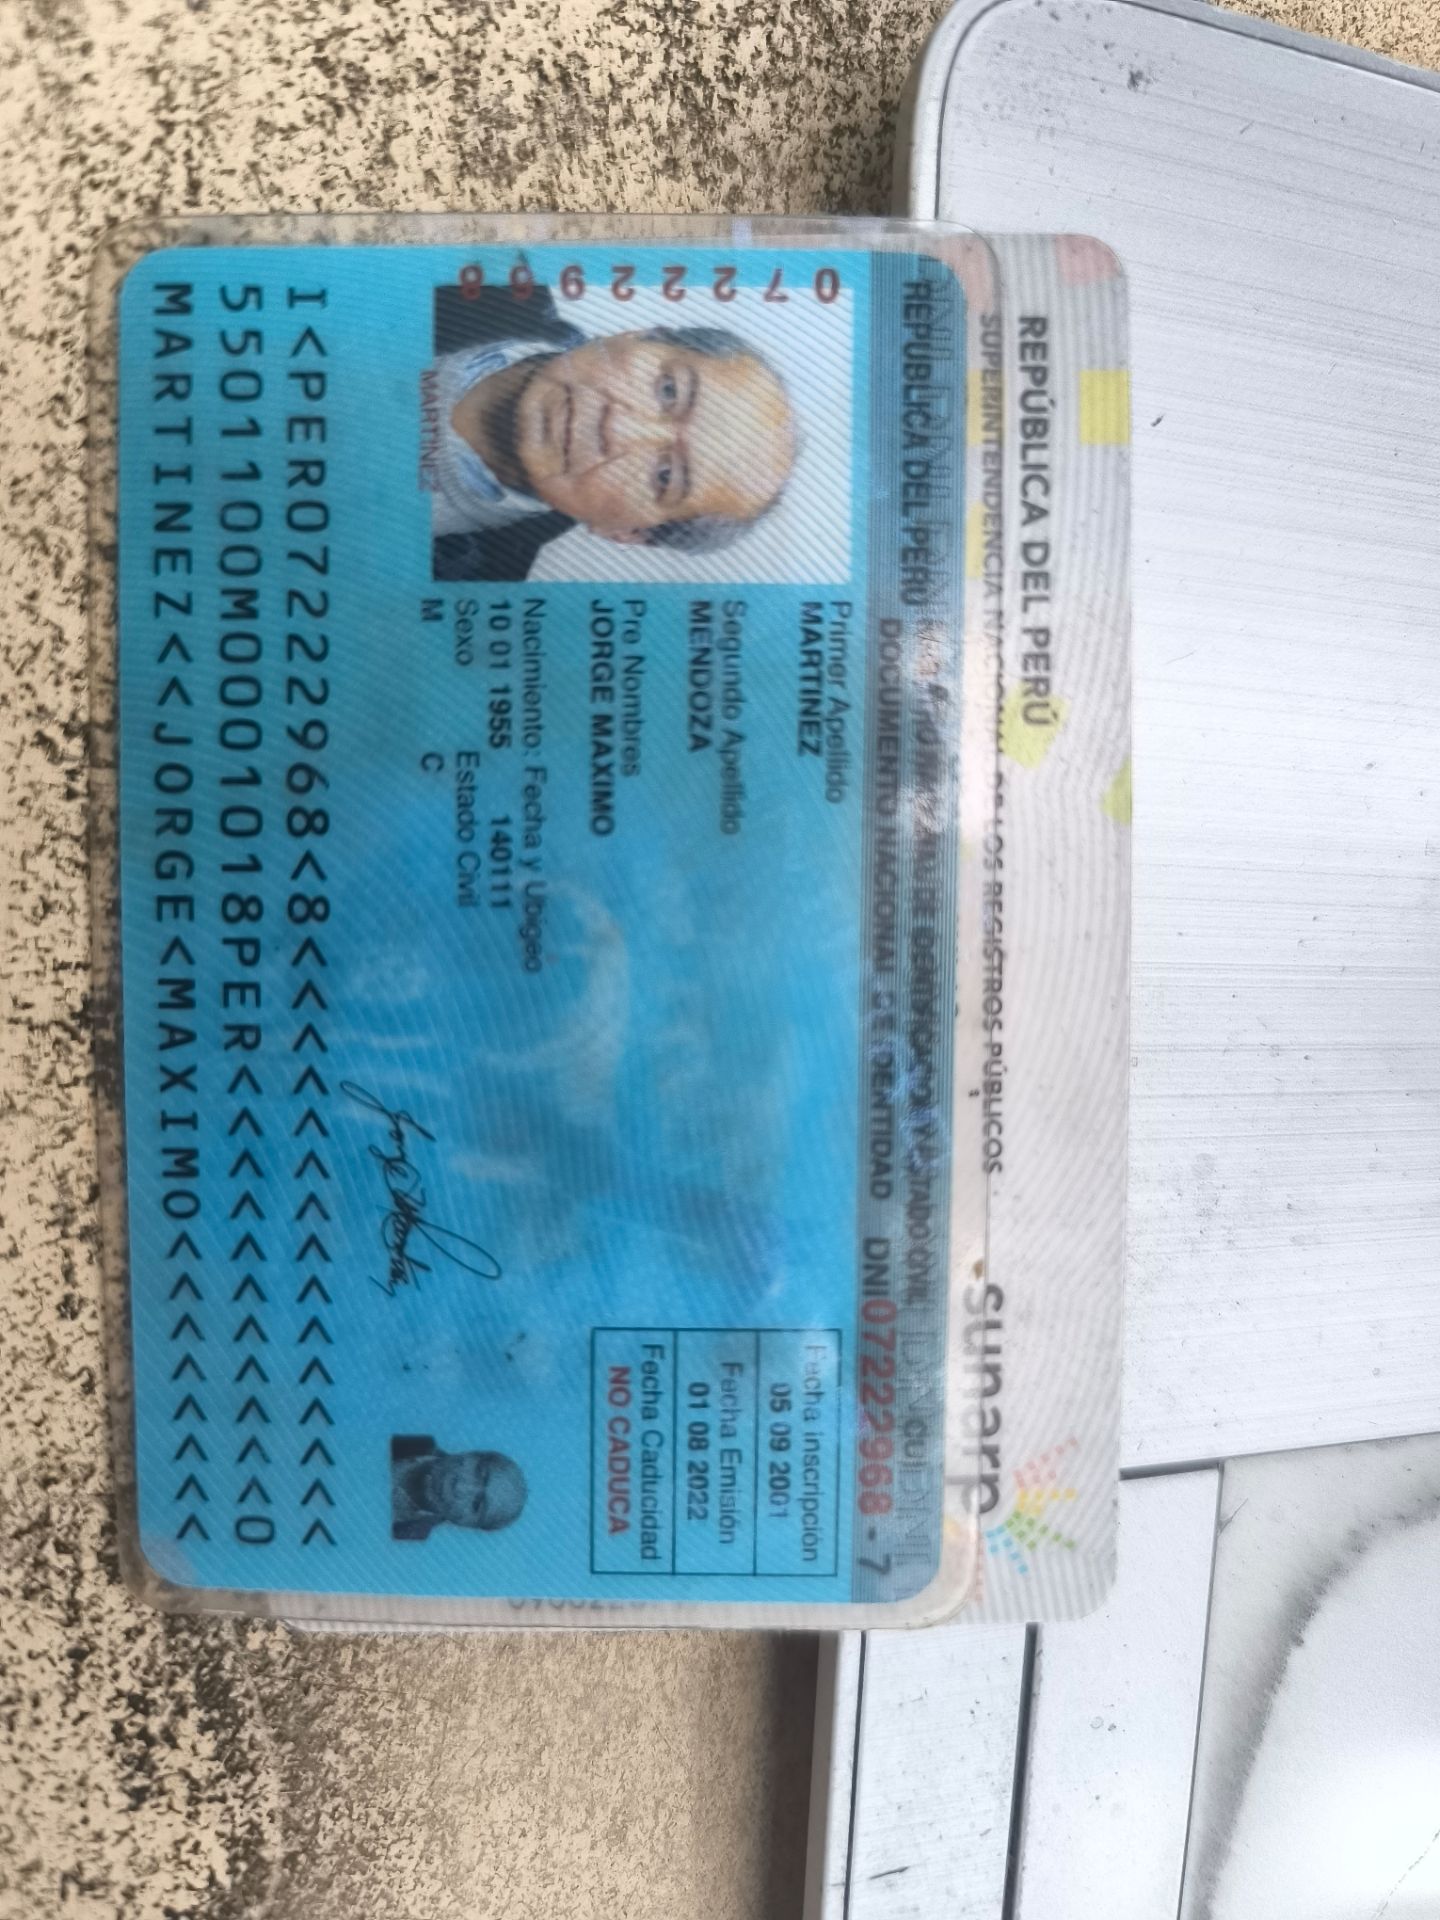 REPÚBLICA DEL PERÚ
SUPERINTENDENCIA NACIONAL DE LOS REGISTROS PÚBLICOS
sunarp
REPÚBLICA DEL PERÚ
DOCUMENTO NACIONAL DE IDENTIDAD DNI 07222968 - 7
07222968
Primer Apellido
MARTINEZ
Segundo Apellido
MENDOZA
Pre Nombres
JORGE MAXIMO
Nacimiento: Fecha y Ubigeo
10 01 1955 140111
Sexo Estado Civil
M C
MARTINEZ
Fecha Inscripción
05 09 2001
Fecha Emisión
01 08 2022
Fecha Caducidad
NO CADUCA
I<PER07222968<8<<<<<<<<<<<<<<<
5501100M0001018PER<<<<<<<<<<<0
MARTINEZ<<JORGE<MAXIMO<<<<<<<<